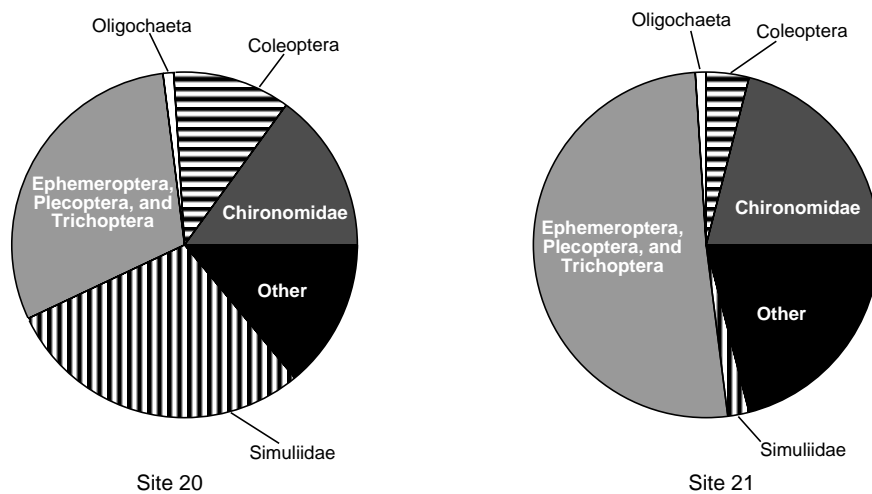 Oligochaeta
Coleoptera
Ephemeroptera,
Plecoptera, and
Trichoptera
Chironomidae
Other
Simuliidae
Site 20
Oligochaeta
Coleoptera
Chironomidae
Ephemeroptera,
Plecoptera, and
Trichoptera
Other
Simuliidae
Site 21